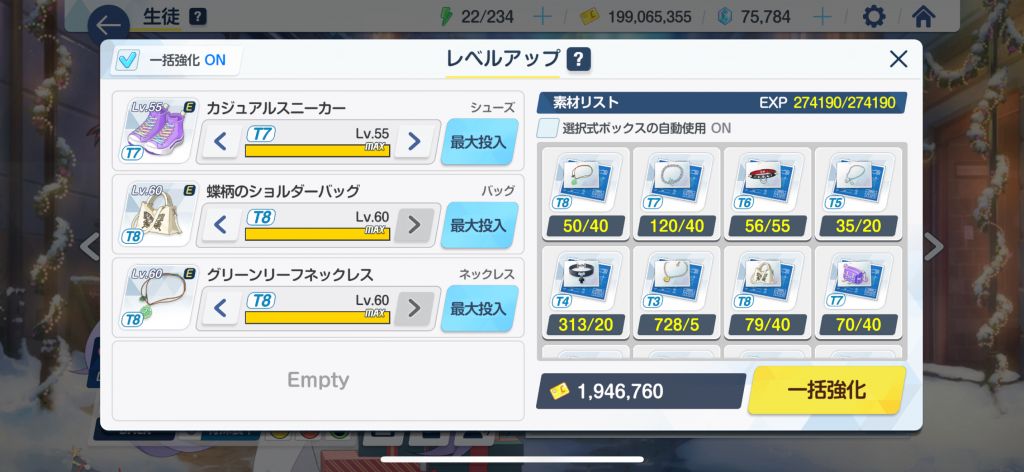 生徒 ?
22/234
199,065,355
75,784
一括強化 ON
レベルアップ ?
Lv.55 E
T7
カジュアルスニーカー
シューズ
T7
Lv.55
MAX
最大投入
Lv.60 E
T8
蝶柄のショルダーバッグ
バッグ
T8
Lv.60
MAX
最大投入
Lv.60 E
T8
グリーンリーフネックレス
ネックレス
T8
Lv.60
MAX
最大投入
Empty
素材リスト
EXP 274190/274190
選択式ボックスの自動使用 ON
T8
50/40
T7
120/40
T6
56/55
T5
35/20
T4
313/20
T3
728/5
T8
79/40
T7
70/40
1,946,760
一括強化